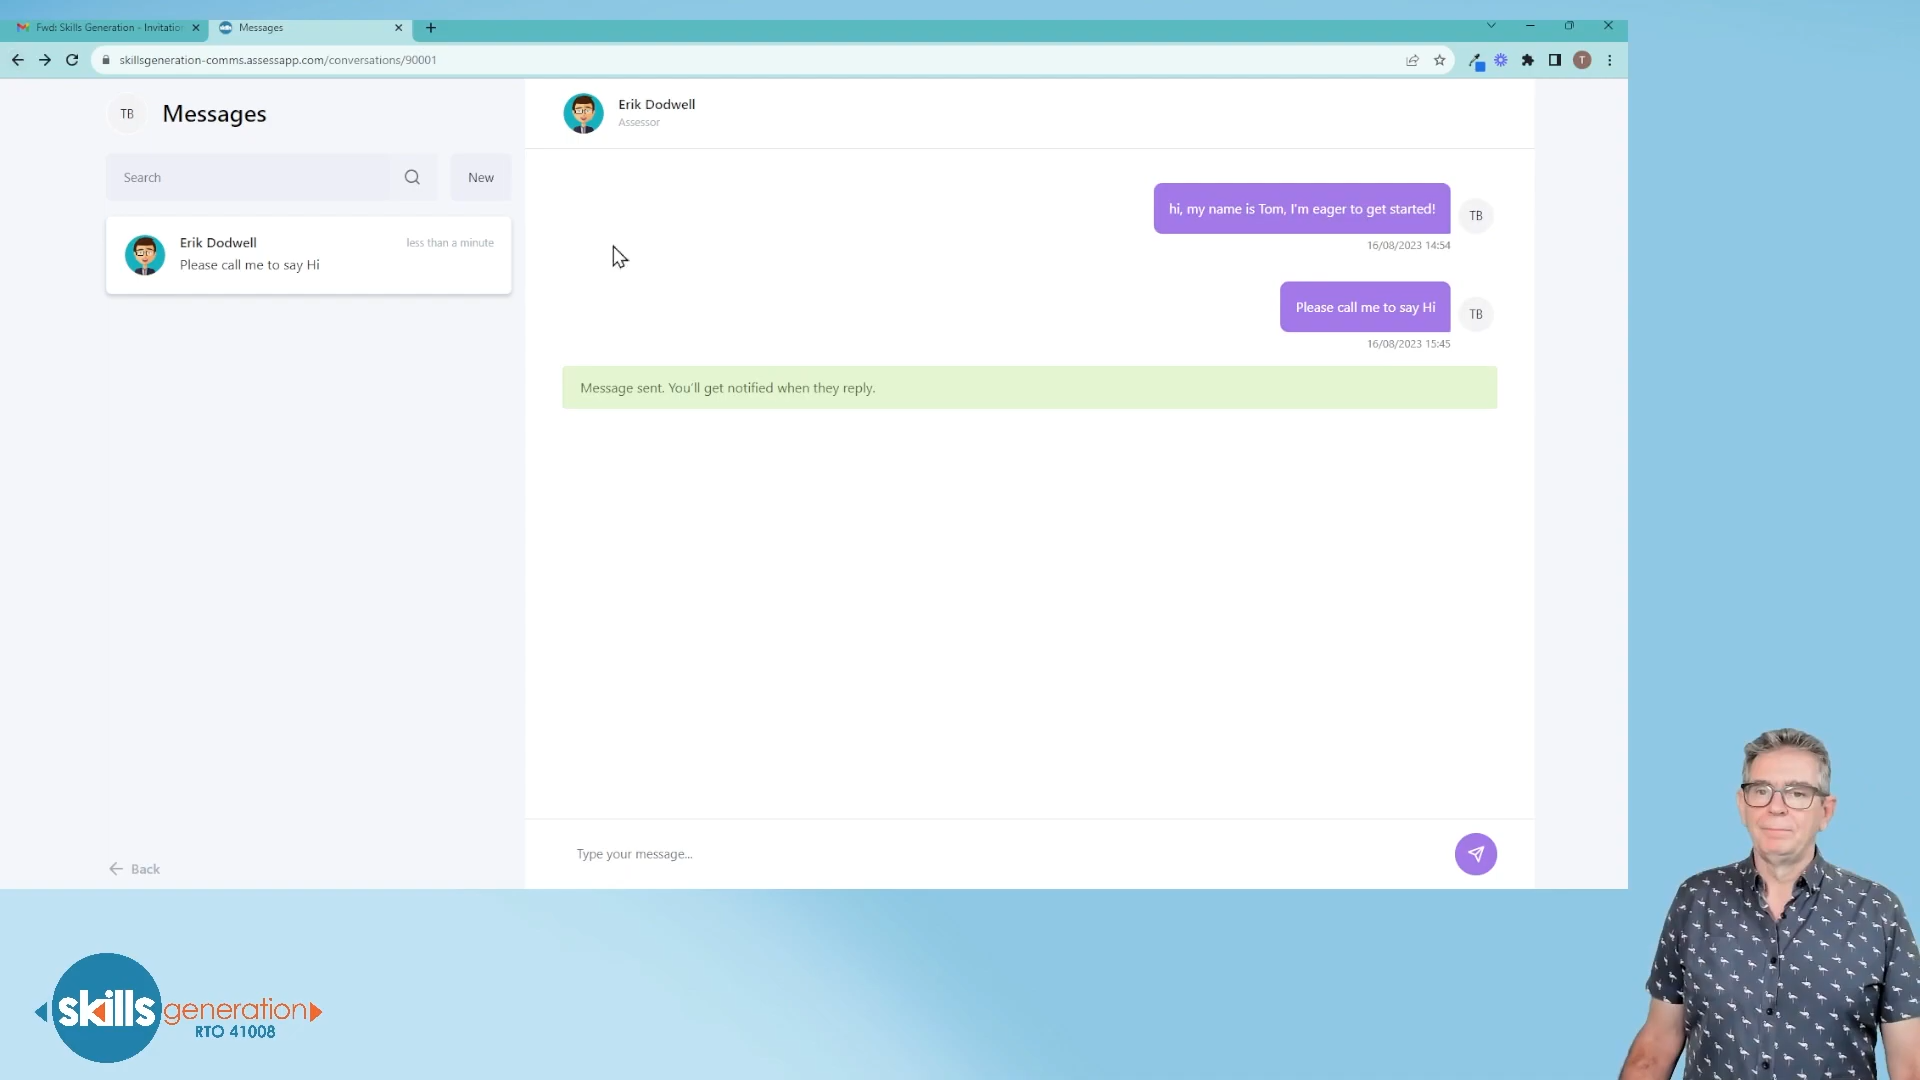 Fwd: Skills Generation - Invitatio
Messages
skillsgeneration-comms.assessapp.com/conversations/90001
T
TB
Messages
Search
New
Erik Dodwell
less than a minute
Please call me to say Hi
Back
Erik Dodwell
Assessor
hi, my name is Tom, I'm eager to get started!
TB
16/08/2023 14:54
Please call me to say Hi
TB
16/08/2023 15:45
Message sent. You'll get notified when they reply.
Type your message...
skills generation
RTO 41008